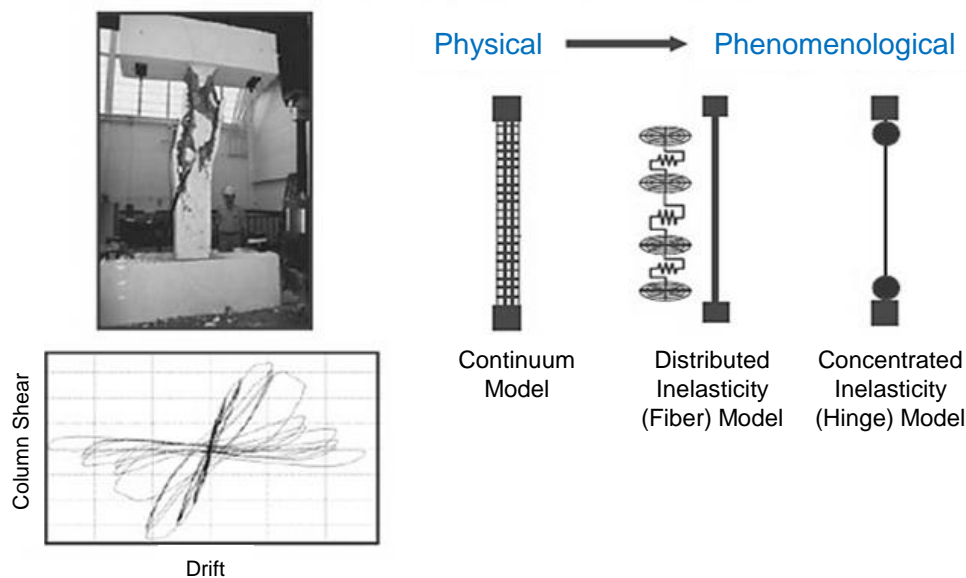 Physical
Phenomenological
Continuum
Model
Distributed
Inelasticity
(Fiber) Model
Concentrated
Inelasticity
(Hinge) Model
Column Shear
Drift